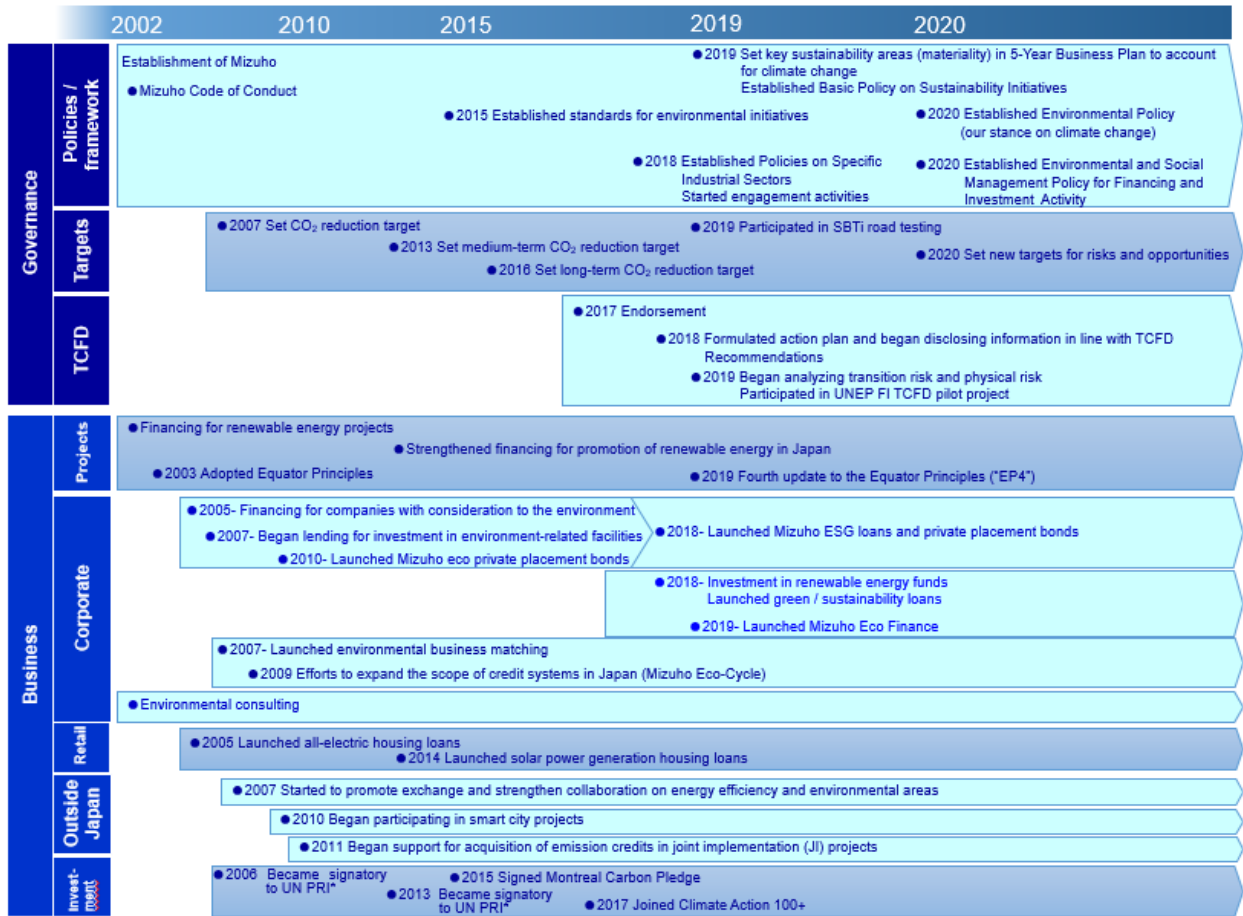 2002 2010 2015 2019 2020
Governance
Policies /
framework
Establishment of Mizuho
● Mizuho Code of Conduct
● 2015 Established standards for environmental initiatives
● 2018 Established Policies on Specific
Industrial Sectors
Started engagement activities
● 2019 Set key sustainability areas (materiality) in 5-Year Business Plan to account
for climate change
Established Basic Policy on Sustainability Initiatives
● 2020 Established Environmental Policy
(our stance on climate change)
● 2020 Established Environmental and Social
Management Policy for Financing and
Investment Activity
Targets
● 2007 Set CO₂ reduction target
● 2013 Set medium-term CO₂ reduction target
● 2016 Set long-term CO₂ reduction target
● 2019 Participated in SBTi road testing
● 2020 Set new targets for risks and opportunities
TCFD
● 2017 Endorsement
● 2018 Formulated action plan and began disclosing information in line with TCFD
Recommendations
● 2019 Began analyzing transition risk and physical risk
Participated in UNEP FI TCFD pilot project
Business
Projects
● Financing for renewable energy projects
● Strengthened financing for promotion of renewable energy in Japan
● 2003 Adopted Equator Principles
● 2019 Fourth update to the Equator Principles ("EP4")
Corporate
● 2005- Financing for companies with consideration to the environment
● 2007- Began lending for investment in environment-related facilities
● 2010- Launched Mizuho eco private placement bonds
● 2018- Launched Mizuho ESG loans and private placement bonds
● 2018- Investment in renewable energy funds
Launched green / sustainability loans
● 2019- Launched Mizuho Eco Finance
● 2007- Launched environmental business matching
● 2009 Efforts to expand the scope of credit systems in Japan (Mizuho Eco-Cycle)
● Environmental consulting
Retail
● 2005 Launched all-electric housing loans
● 2014 Launched solar power generation housing loans
Outside
Japan
● 2007 Started to promote exchange and strengthen collaboration on energy efficiency and environmental areas
● 2010 Began participating in smart city projects
● 2011 Began support for acquisition of emission credits in joint implementation (JI) projects
Invest-
ment
● 2006 Became signatory
to UN PRI*
● 2013 Became signatory
to UN PRI*
● 2015 Signed Montreal Carbon Pledge
● 2017 Joined Climate Action 100+